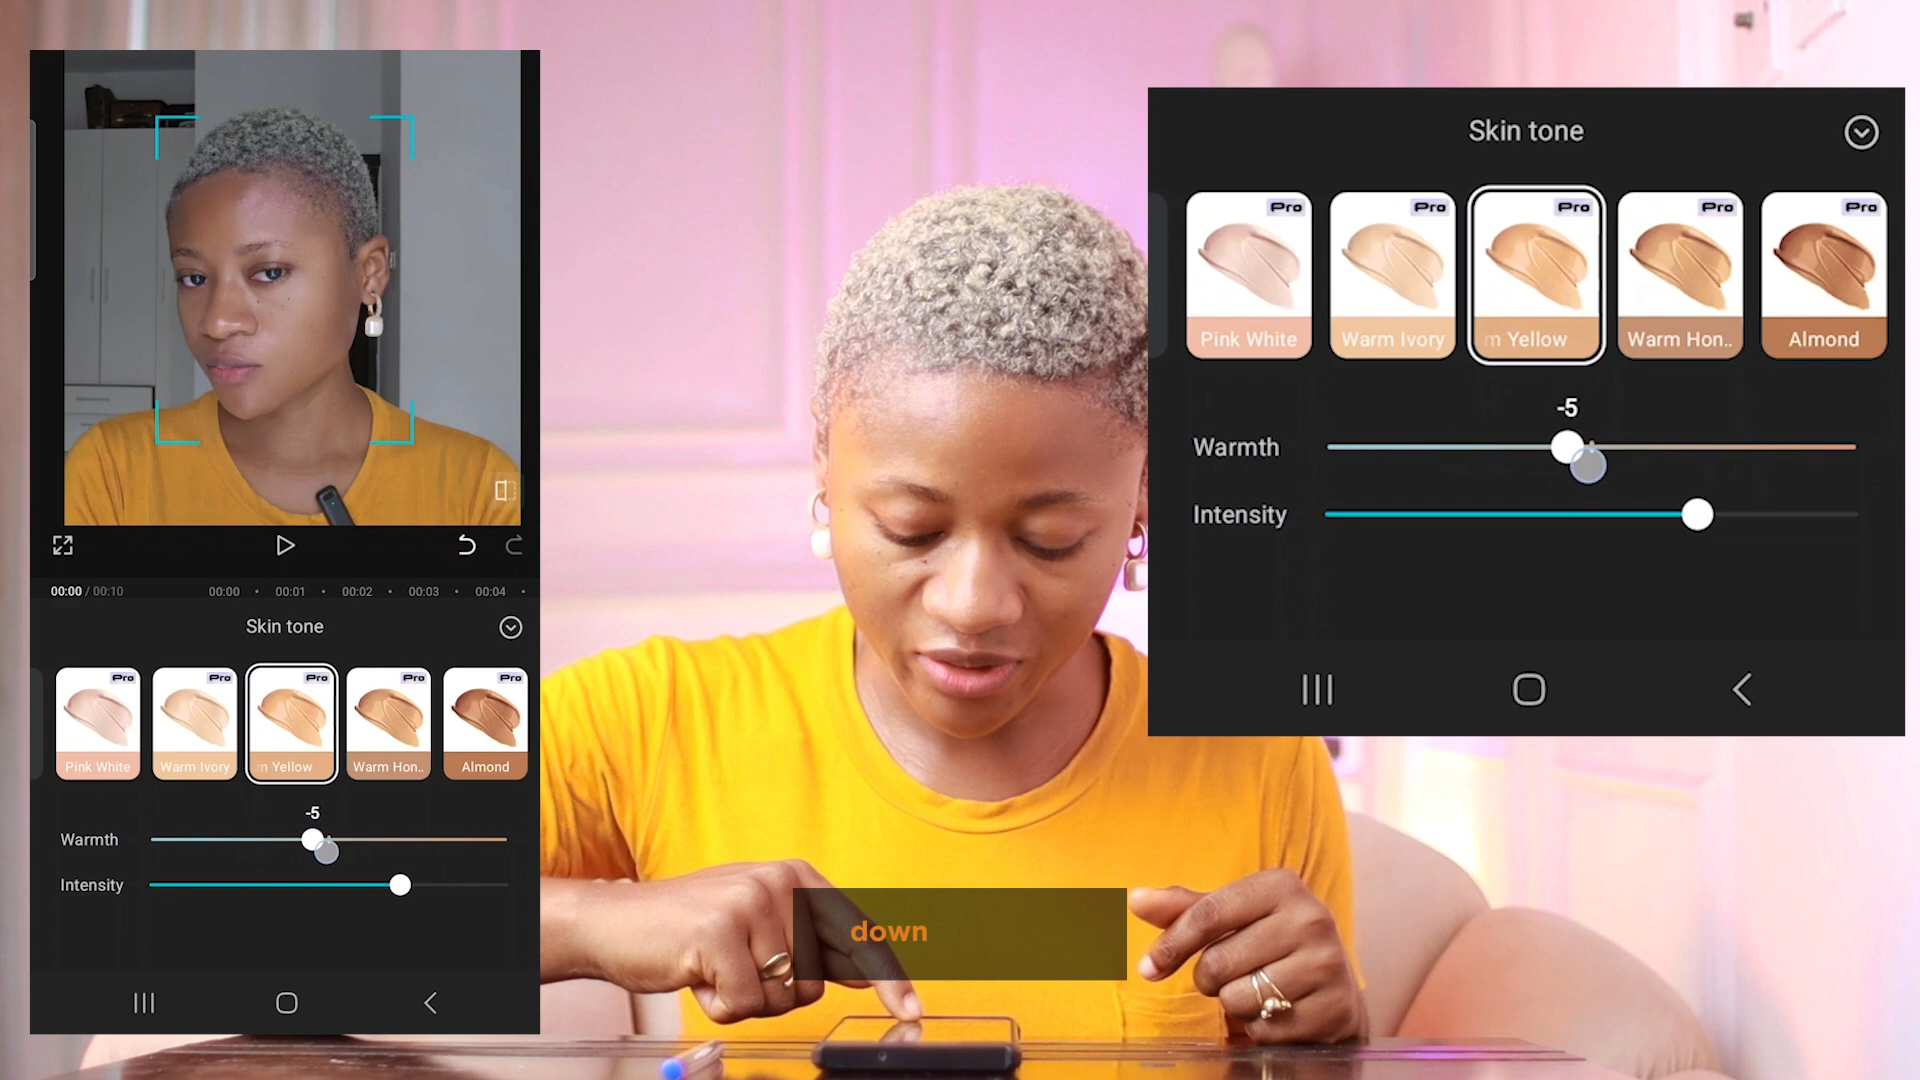 00:00 / 00:10 00:00 00:01 00:02 00:03 00:04
Skin tone
Pro Pro Pro Pro Pro
Pink White Warm Ivory m Yellow Warm Hon.. Almond
-5
Warmth
Intensity
Skin tone
Pro Pro Pro Pro Pro
Pink White Warm Ivory m Yellow Warm Hon.. Almond
-5
Warmth
Intensity
down